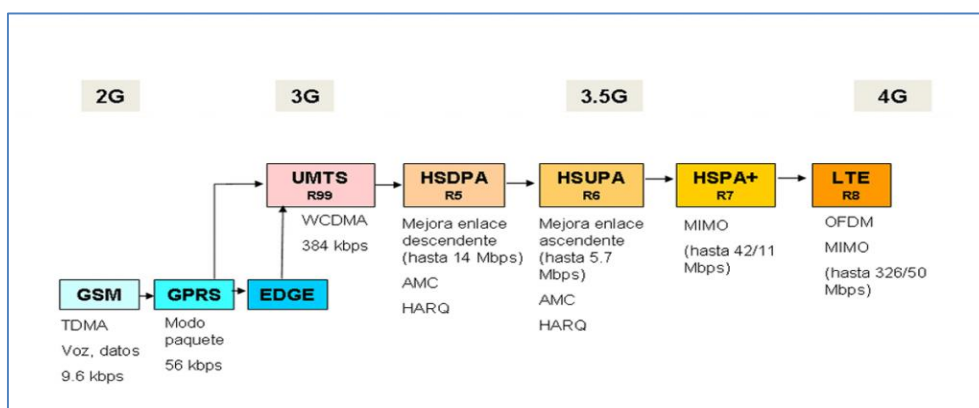 2G
3G
3.5G
4G
UMTS
R99
HSDPA
R5
HSUPA
R6
HSPA+
R7
LTE
R8
WCDMA
384 kbps
Mejora enlace
descendente
(hasta 14 Mbps)
AMC
HARQ
Mejora enlace
ascendente
(hasta 5.7
Mbps)
AMC
HARQ
MIMO
(hasta 42/11
Mbps)
OFDM
MIMO
(hasta 326/50
Mbps)
GSM
GPRS
EDGE
TDMA
Voz, datos
9.6 kbps
Modo
paquete
56 kbps